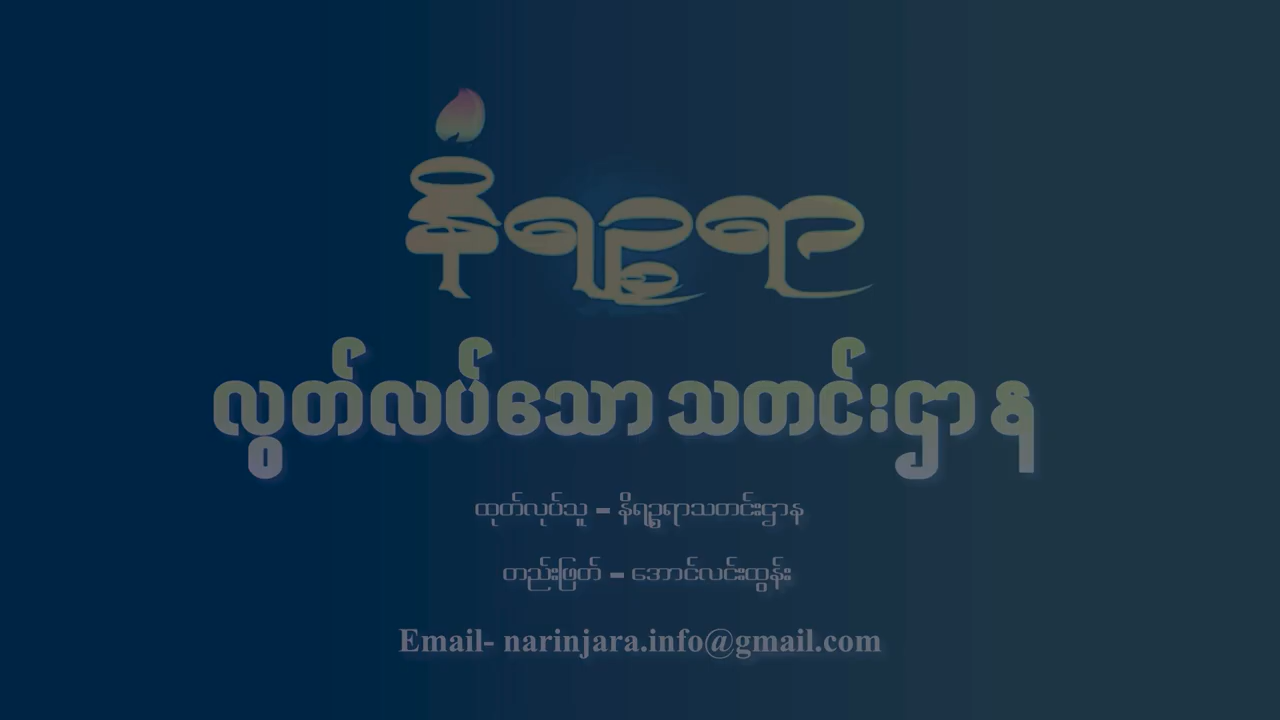 နိရဉ္စရာ
လွတ်လပ်သော သတင်းဌာန
ထုတ်လုပ်သူ – နိရဉ္စရာသတင်းဌာန
တည်းဖြတ် – အောင်လင်းထွန်း
Email- narinjara.info@gmail.com